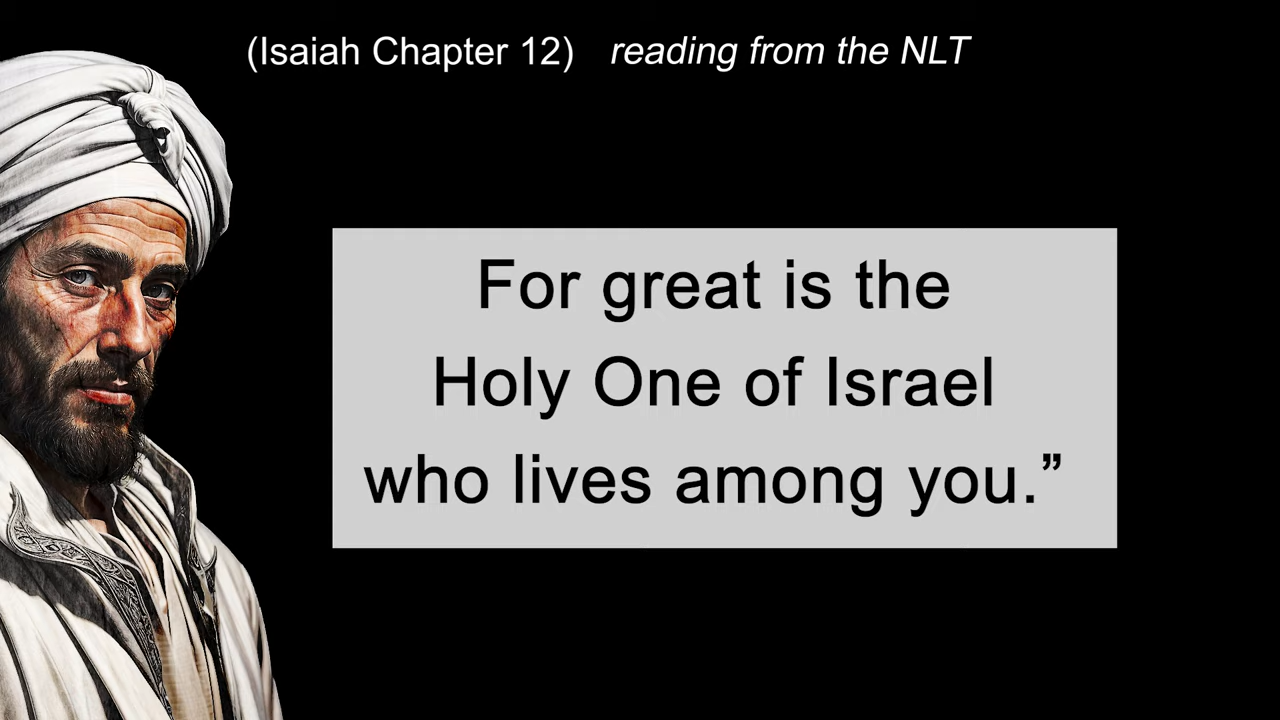 (Isaiah Chapter 12) reading from the NLT
For great is the
Holy One of Israel
who lives among you.”